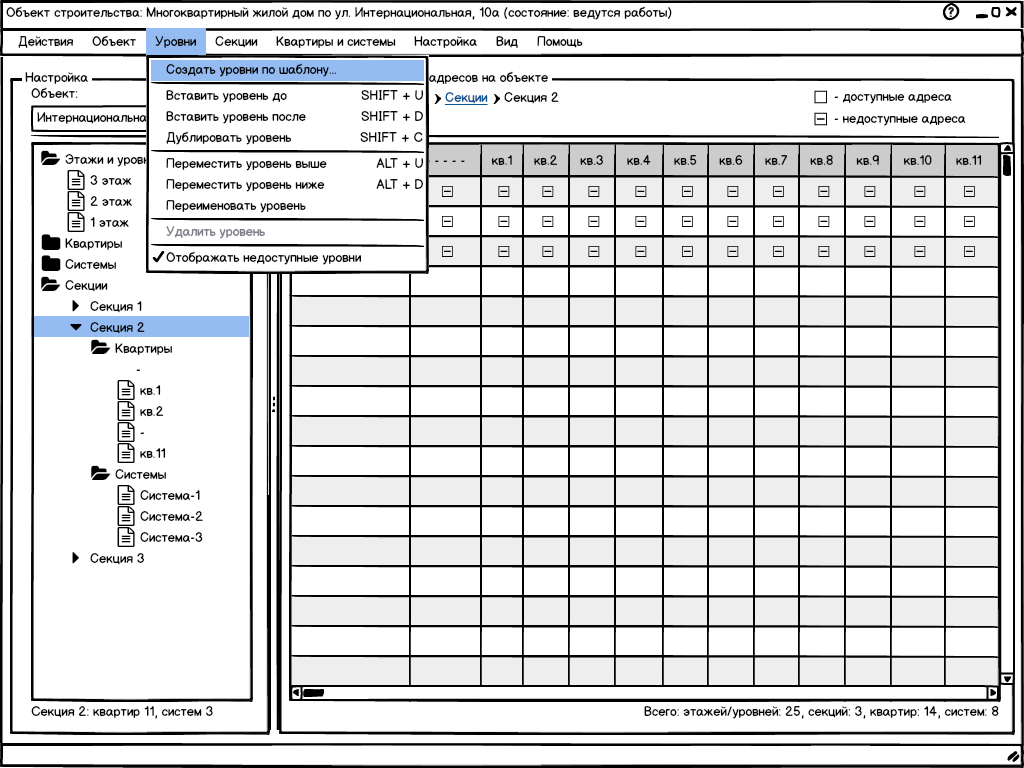 Объект строительства: Многоквартирный жилой дом по ул. Интернациональная, 10а (состояние: ведутся работы)
?
Действия Объект Уровни Секции Квартиры и системы Настройка Вид Помощь
Создать уровни по шаблону...
Вставить уровень до SHIFT + U
Вставить уровень после SHIFT + D
Дублировать уровень SHIFT + C
Переместить уровень выше ALT + U
Переместить уровень ниже ALT + D
Переименовать уровень
Удалить уровень
Отображать недоступные уровни
Настройка
Объект:
Интернациональна
Этажи и уровн
3 этаж
2 этаж
1 этаж
Квартиры
Системы
Секции
Секция 1
Секция 2
Квартиры
-
кв.1
кв.2
-
кв.11
Системы
Система-1
Система-2
Система-3
Секция 3
Секция 2: квартир 11, систем 3
адресов на объекте
Секции Секция 2
- доступные адреса
- недоступные адреса
- - - - кв.1 кв.2 кв.3 кв.4 кв.5 кв.6 кв.7 кв.8 кв.9 кв.10 кв.11
Всего: этажей/уровней: 25, секций: 3, квартир: 14, систем: 8